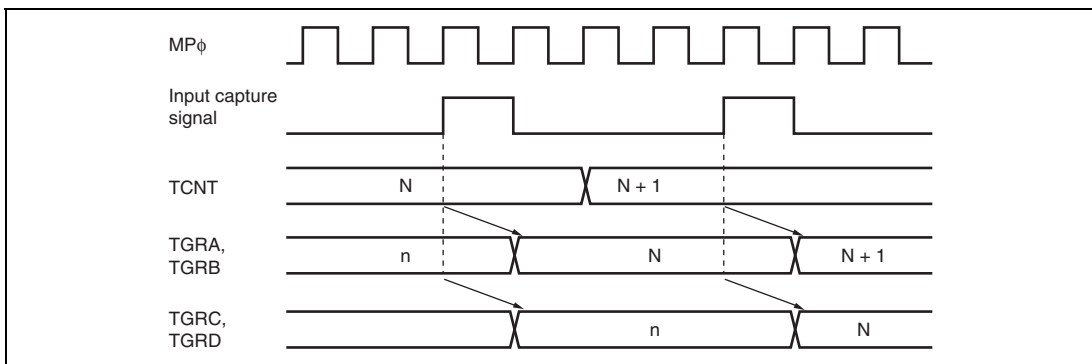 MPϕ
Input capture
signal
TCNT
N
N + 1
TGRA,
TGRB
n
N
N + 1
TGRC,
TGRD
n
N